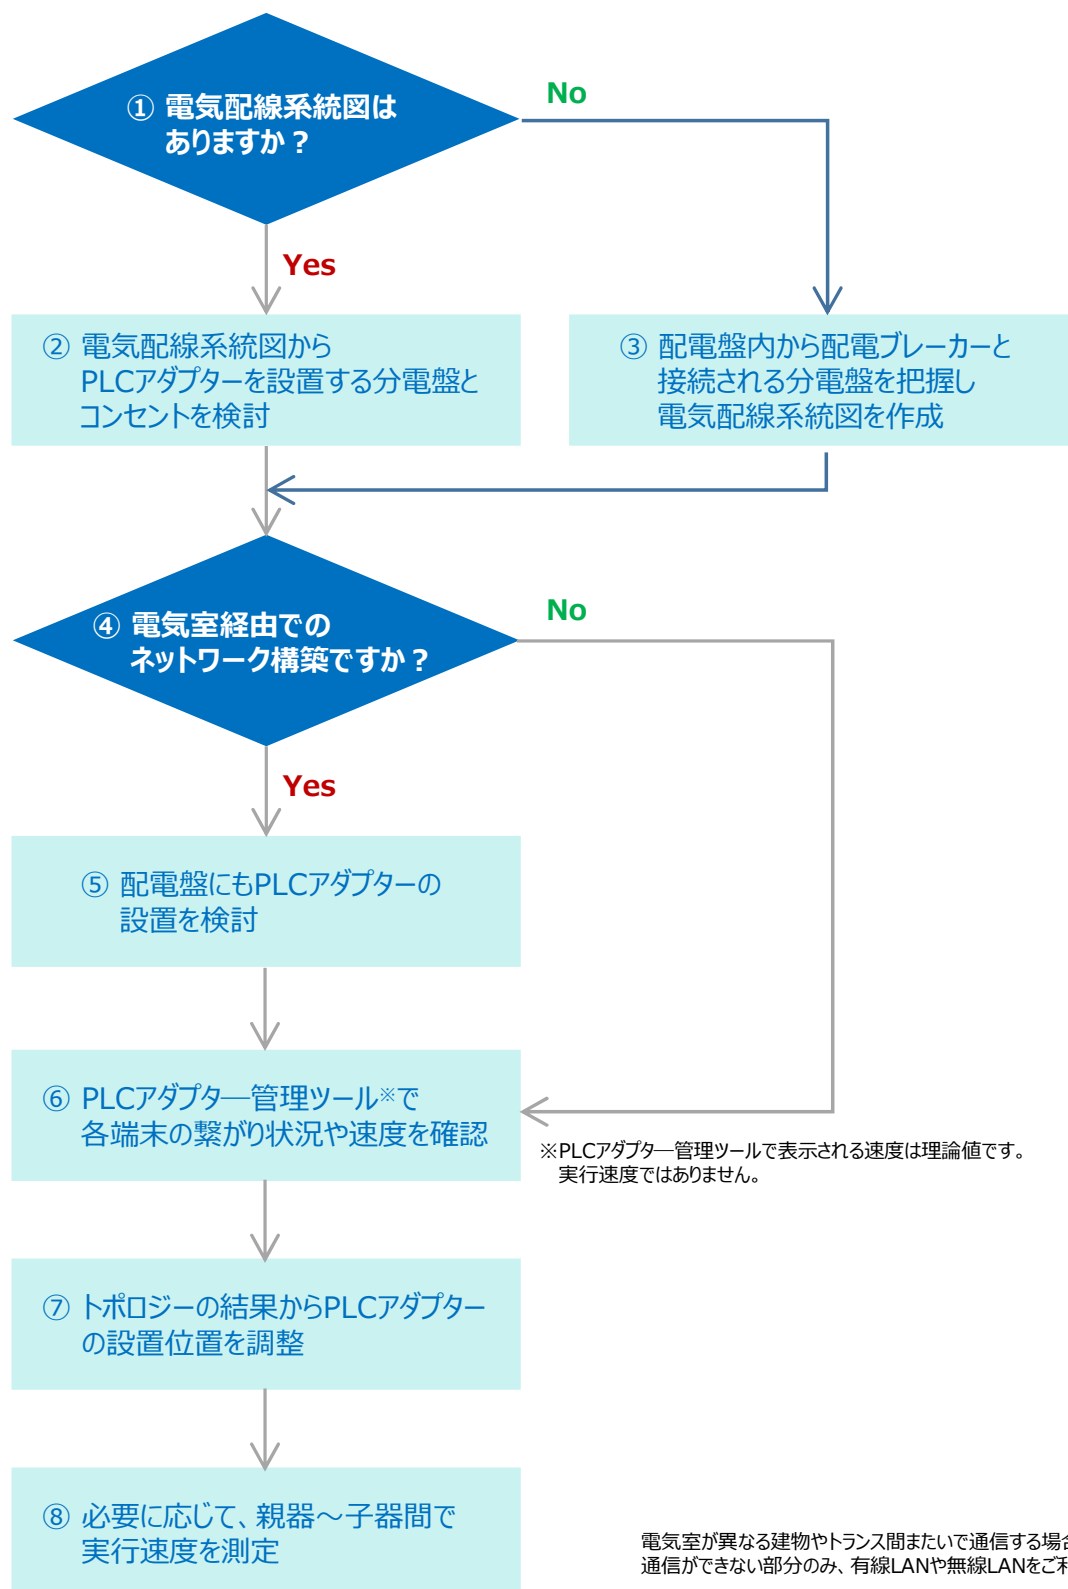 ① 電気配線系統図は
ありますか？
No
Yes
② 電気配線系統図から
PLCアダプターを設置する分電盤と
コンセントを検討
③ 配電盤内から配電ブレーカーと
接続される分電盤を把握し
電気配線系統図を作成
④ 電気室経由での
ネットワーク構築ですか？
No
Yes
⑤ 配電盤にもPLCアダプターの
設置を検討
⑥ PLCアダプタ―管理ツール※で
各端末の繋がり状況や速度を確認
※PLCアダプタ―管理ツールで表示される速度は理論値です。
実行速度ではありません。
⑦ トポロジーの結果からPLCアダプター
の設置位置を調整
⑧ 必要に応じて、親器～子器間で
実行速度を測定
電気室が異なる建物やトランス間またいで通信する場合
通信ができない部分のみ、有線LANや無線LANをご利